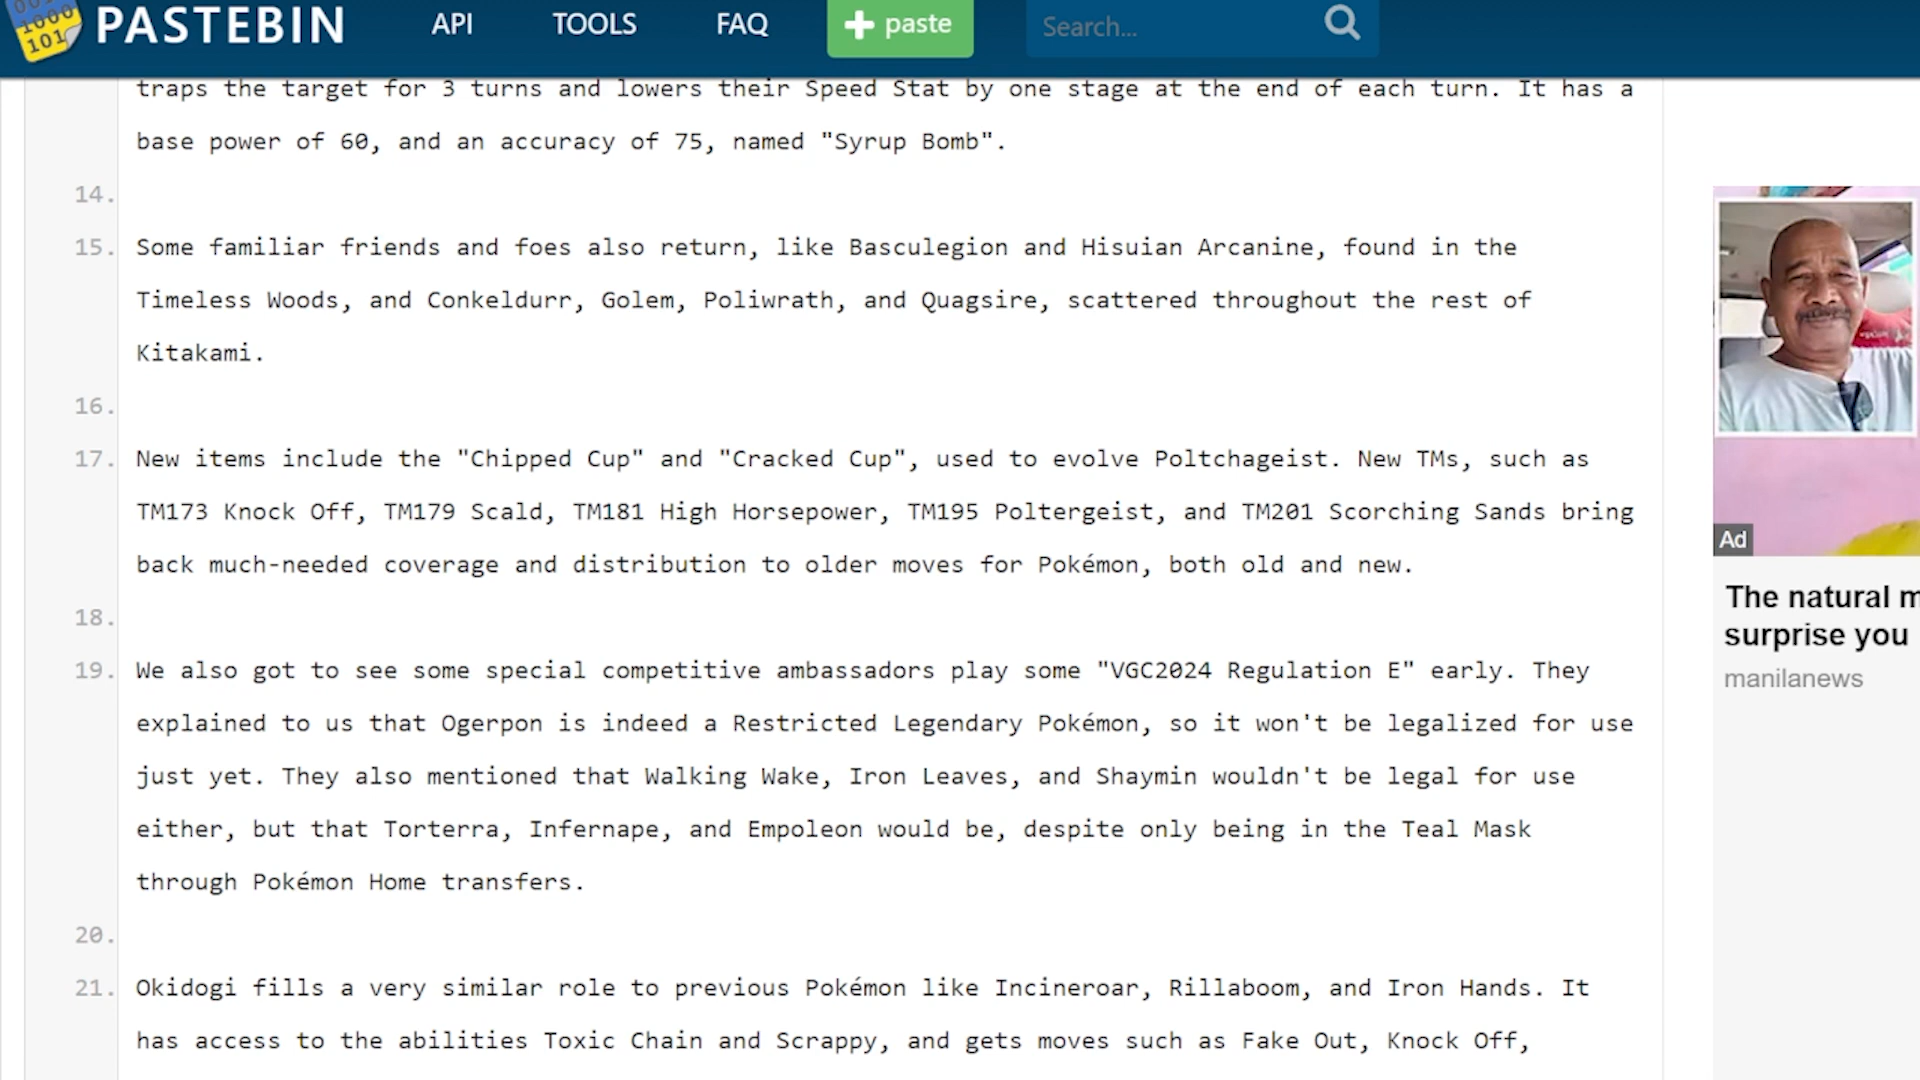 PASTEBIN API TOOLS FAQ + paste Search...
traps the target for 3 turns and lowers their Speed Stat by one stage at the end of each turn. It has a
base power of 60, and an accuracy of 75, named "Syrup Bomb".
14.
15. Some familiar friends and foes also return, like Basculegion and Hisuian Arcanine, found in the
Timeless Woods, and Conkeldurr, Golem, Poliwrath, and Quagsire, scattered throughout the rest of
Kitakami.
16.
17. New items include the "Chipped Cup" and "Cracked Cup", used to evolve Poltchageist. New TMs, such as
TM173 Knock Off, TM179 Scald, TM181 High Horsepower, TM195 Poltergeist, and TM201 Scorching Sands bring
back much-needed coverage and distribution to older moves for Pokémon, both old and new.
18.
19. We also got to see some special competitive ambassadors play some "VGC2024 Regulation E" early. They
explained to us that Ogerpon is indeed a Restricted Legendary Pokémon, so it won't be legalized for use
just yet. They also mentioned that Walking Wake, Iron Leaves, and Shaymin wouldn't be legal for use
either, but that Torterra, Infernape, and Empoleon would be, despite only being in the Teal Mask
through Pokémon Home transfers.
20.
21. Okidogi fills a very similar role to previous Pokémon like Incineroar, Rillaboom, and Iron Hands. It
has access to the abilities Toxic Chain and Scrappy, and gets moves such as Fake Out, Knock Off,
Ad
The natural m
surprise you
manilanews